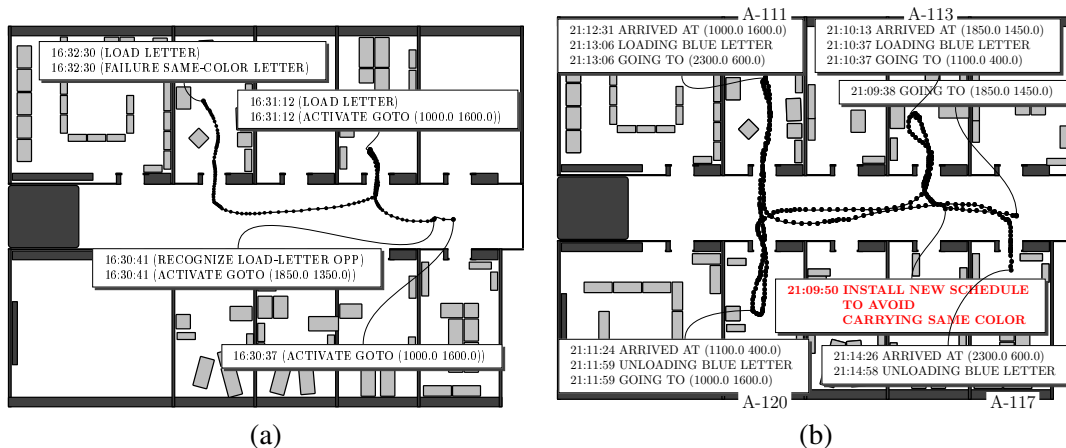 16:32:30 (LOAD LETTER)
16:32:30 (FAILURE SAME-COLOR LETTER)
16:31:12 (LOAD LETTER)
16:31:12 (ACTIVATE GOTO (1000.0 1600.0))
16:30:41 (RECOGNIZE LOAD-LETTER OPP)
16:30:41 (ACTIVATE GOTO (1850.0 1350.0))
16:30:37 (ACTIVATE GOTO (1000.0 1600.0))
(a)
A-111
21:12:31 ARRIVED AT (1000.0 1600.0)
21:13:06 LOADING BLUE LETTER
21:13:06 GOING TO (2300.0 600.0)
A-113
21:10:13 ARRIVED AT (1850.0 1450.0)
21:10:37 LOADING BLUE LETTER
21:10:37 GOING TO (1100.0 400.0)
21:09:38 GOING TO (1850.0 1450.0)
21:09:50 INSTALL NEW SCHEDULE
TO AVOID
CARRYING SAME COLOR
21:11:24 ARRIVED AT (1100.0 400.0)
21:11:59 UNLOADING BLUE LETTER
21:11:59 GOING TO (1000.0 1600.0)
A-120
21:14:26 ARRIVED AT (2300.0 600.0)
21:14:58 UNLOADING BLUE LETTER
A-117
(b)